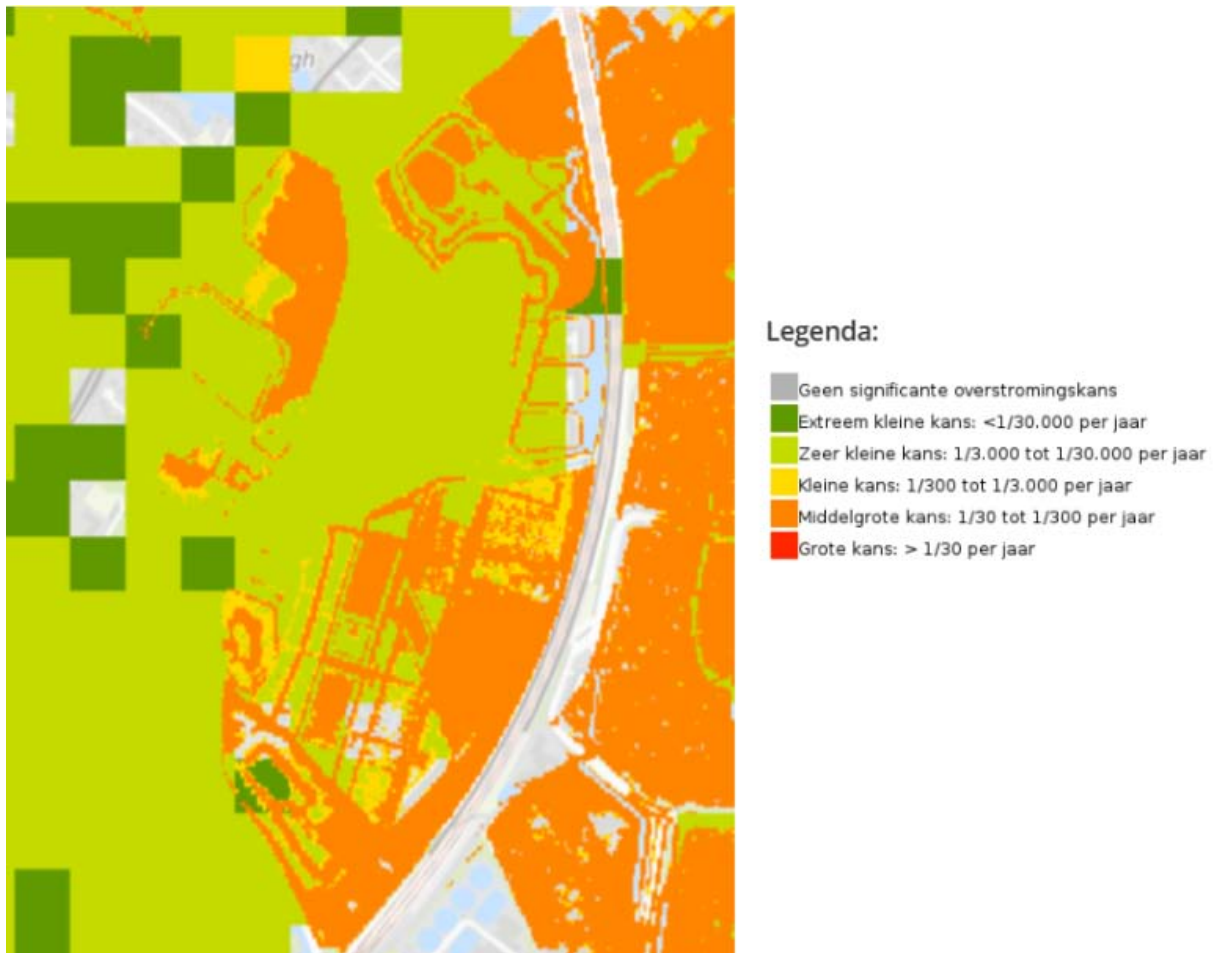 gh
Legenda:
Geen significante overstromingskans
Extreem kleine kans: <1/30.000 per jaar
Zeer kleine kans: 1/3.000 tot 1/30.000 per jaar
Kleine kans: 1/300 tot 1/3.000 per jaar
Middelgrote kans: 1/30 tot 1/300 per jaar
Grote kans: > 1/30 per jaar